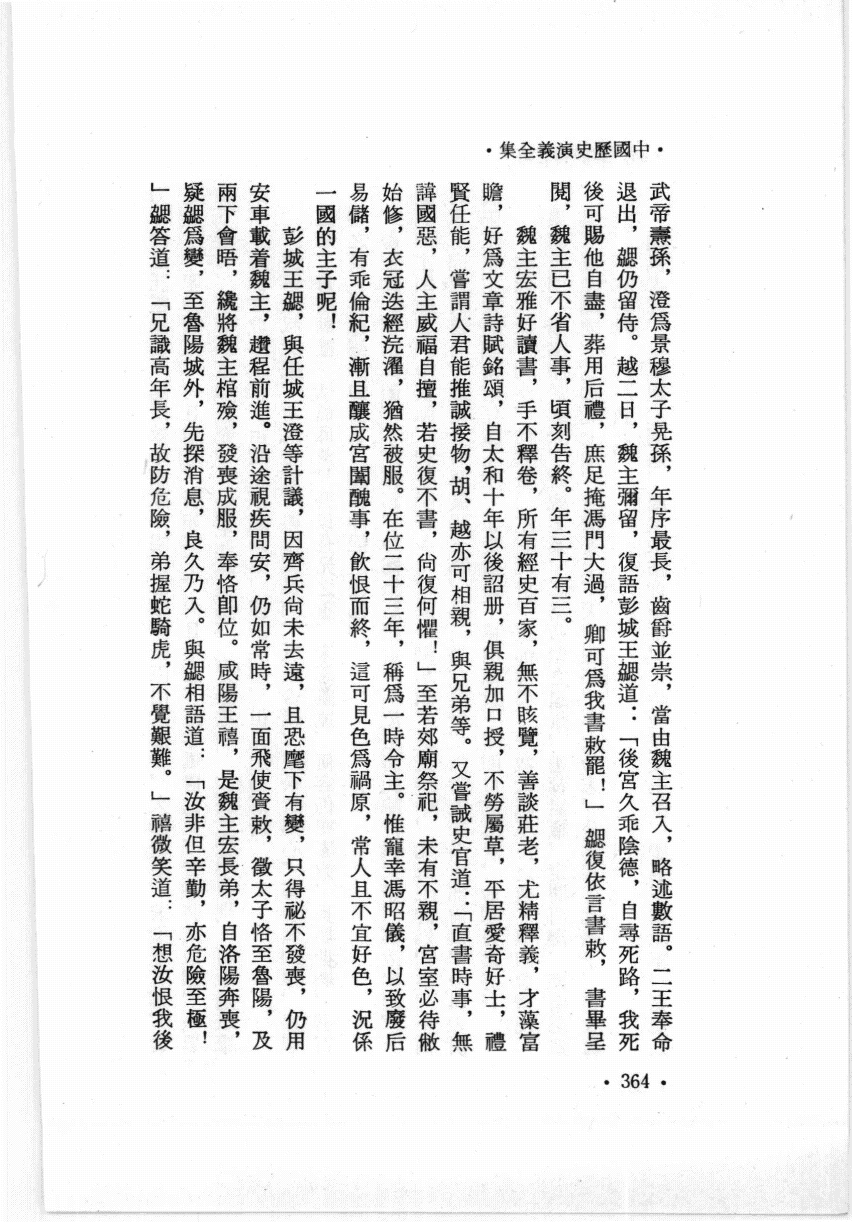 •中國歷史演義全集•
武帝燾孫，澄爲景穆太子晃孫，年序最長，齒爵並崇，當由魏主召入，略述數語。二王奉命
退出，勰仍留侍。越二日，魏主彌留，復語彭城王勰道：「後宮久乖陰德，自尋死路，我死
後可賜他自盡，葬用后禮，庶足掩馮門大過，卿可爲我書敕罷！」勰復依言書敕，書畢呈
閱，魏主已不省人事，頃刻告終。年三十有三。
魏主宏雅好讀書，手不釋卷，所有經史百家，無不賅覽，善談莊老，尤精釋義，才藻富
贍，好爲文章詩賦銘頌，自太和十年以後詔册，俱親加口授，不勞屬草，平居愛奇好士，禮
賢任能，嘗謂人君能推誠接物，胡、越亦可相親，與兄弟等。又嘗誡史官道：「直書時事，無
諱國惡，人主威福自擅，若史復不書，尙復何懼！」至若郊廟祭祀，未有不親，宮室必待敝
始修，衣冠迭經浣濯，猶然被服。在位二十三年，稱爲一時令主。惟寵幸馮昭儀，以致廢后
易儲，有乖倫紀，漸且釀成宮闈醜事，飲恨而終，這可見色爲禍原，常人且不宜好色，況係
一國的主子呢！
彭城王勰，與任城王澄等計議，因齊兵尙未去遠，且恐麾下有變，只得祕不發喪，仍用
安車載着魏主，趲程前進。沿途視疾問安，仍如常時，一面飛使賫敕，徵太子恪至魯陽，及
兩下會晤，纔將魏主棺殮，發喪成服，奉恪卽位。咸陽王禧，是魏主宏長弟，自洛陽奔喪，
疑勰爲變，至魯陽城外，先探消息，良久乃入。與勰相語道：「汝非但辛勤，亦危險至極！
」勰答道：「兄識高年長，故防危險，弟握蛇騎虎，不覺艱難。」禧微笑道：「想汝恨我後
•364•